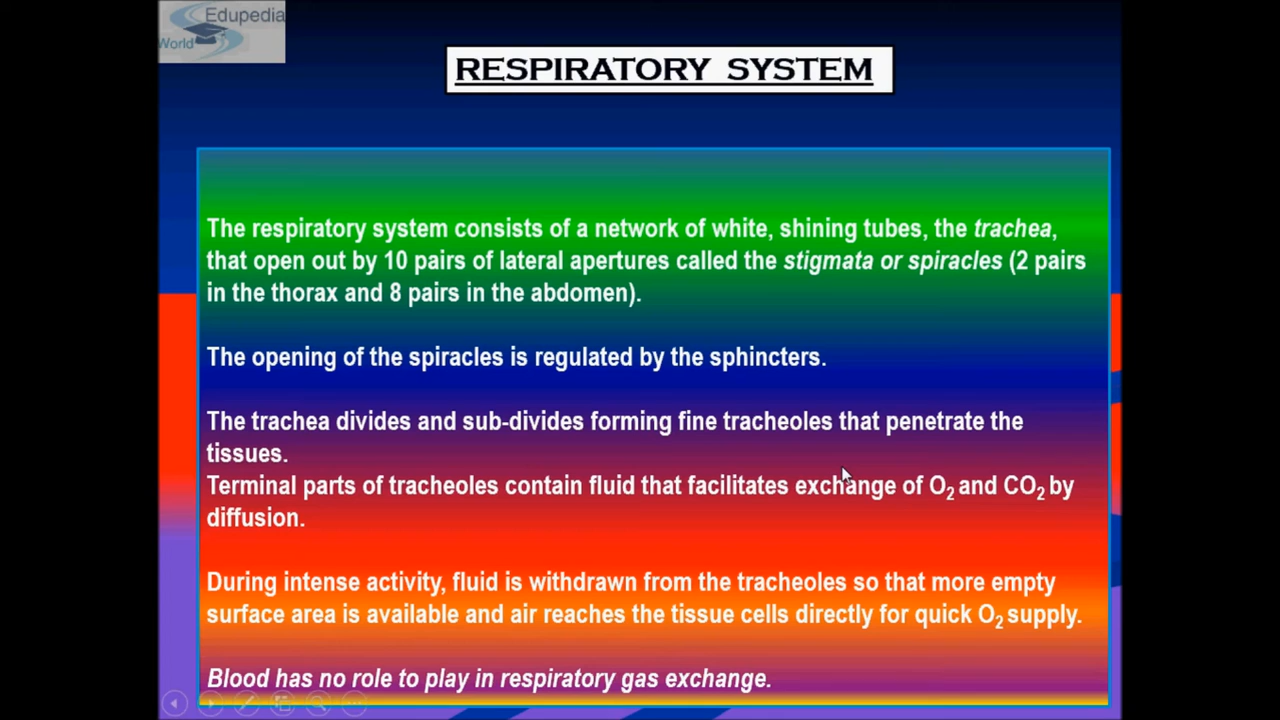 Edupedia
World
RESPIRATORY SYSTEM
The respiratory system consists of a network of white, shining tubes, the trachea,
that open out by 10 pairs of lateral apertures called the stigmata or spiracles (2 pairs
in the thorax and 8 pairs in the abdomen).
The opening of the spiracles is regulated by the sphincters.
The trachea divides and sub-divides forming fine tracheoles that penetrate the
tissues.
Terminal parts of tracheoles contain fluid that facilitates exchange of O₂ and CO₂ by
diffusion.
During intense activity, fluid is withdrawn from the tracheoles so that more empty
surface area is available and air reaches the tissue cells directly for quick O₂ supply.
Blood has no role to play in respiratory gas exchange.